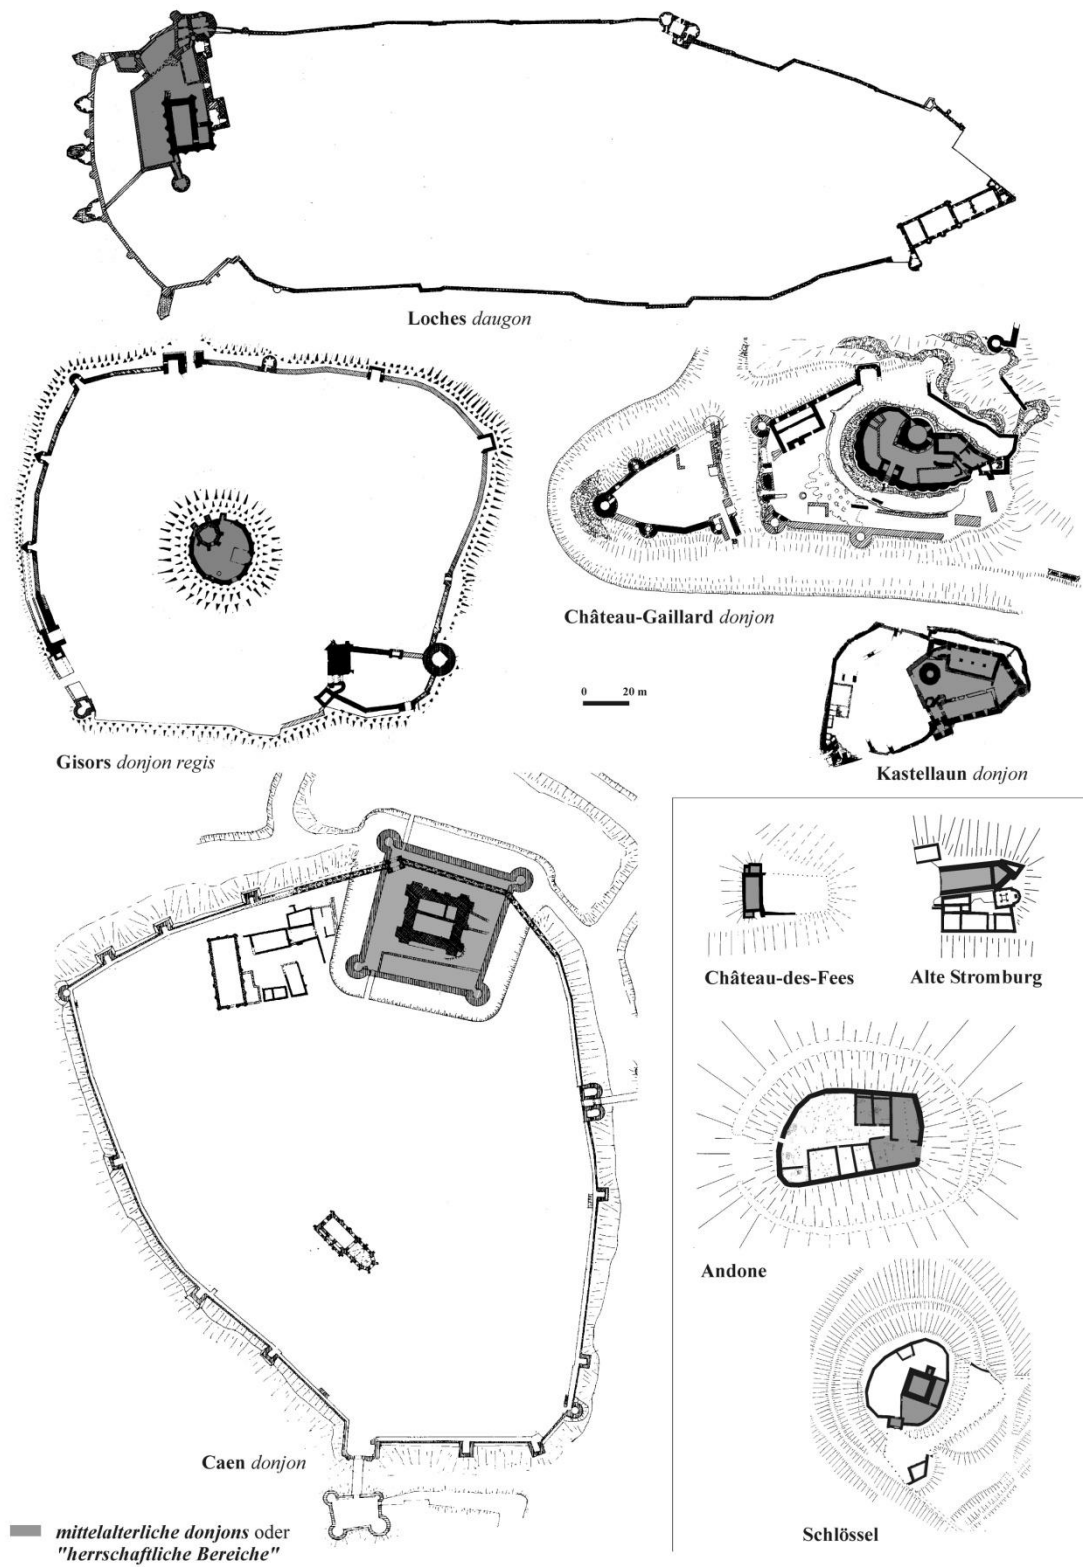 Loches daugon
Château-Gaillard donjon
0 20 m
Gisors donjon regis
Kastellaun donjon
Château-des-Fees
Alte Stromburg
Andone
Caen donjon
Schlössel
mittelalterliche donjons oder
"herrschaftliche Bereiche"